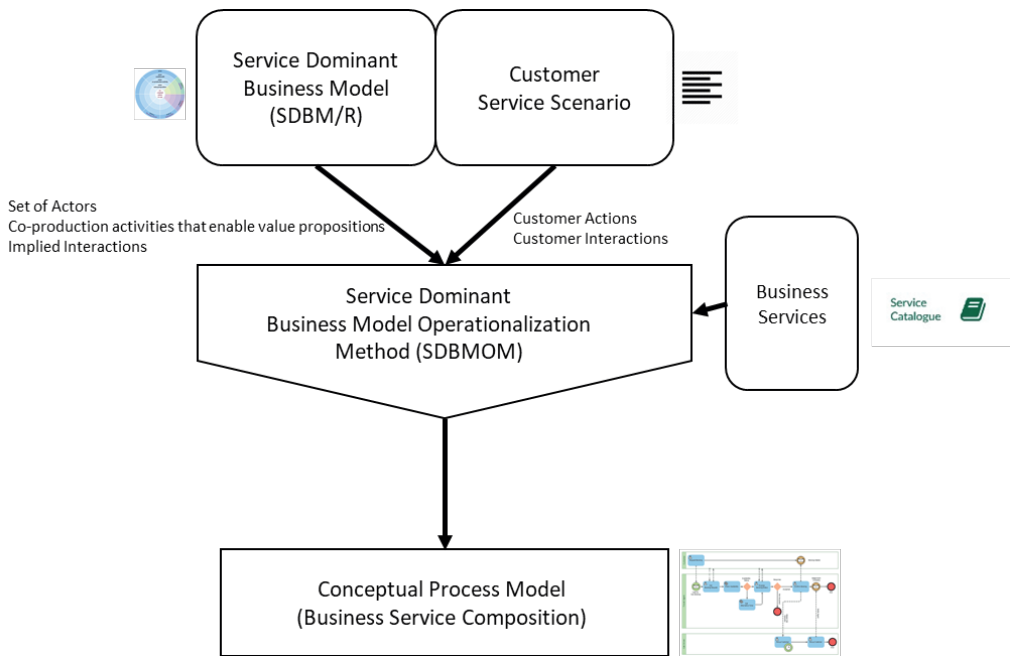 Service Dominant
Business Model
(SDBM/R)
Customer
Service Scenario
Set of Actors
Co-production activities that enable value propositions
Implied Interactions
Customer Actions
Customer Interactions
Service Dominant
Business Model Operationalization
Method (SDBMOM)
Business
Services
Service
Catalogue
Conceptual Process Model
(Business Service Composition)